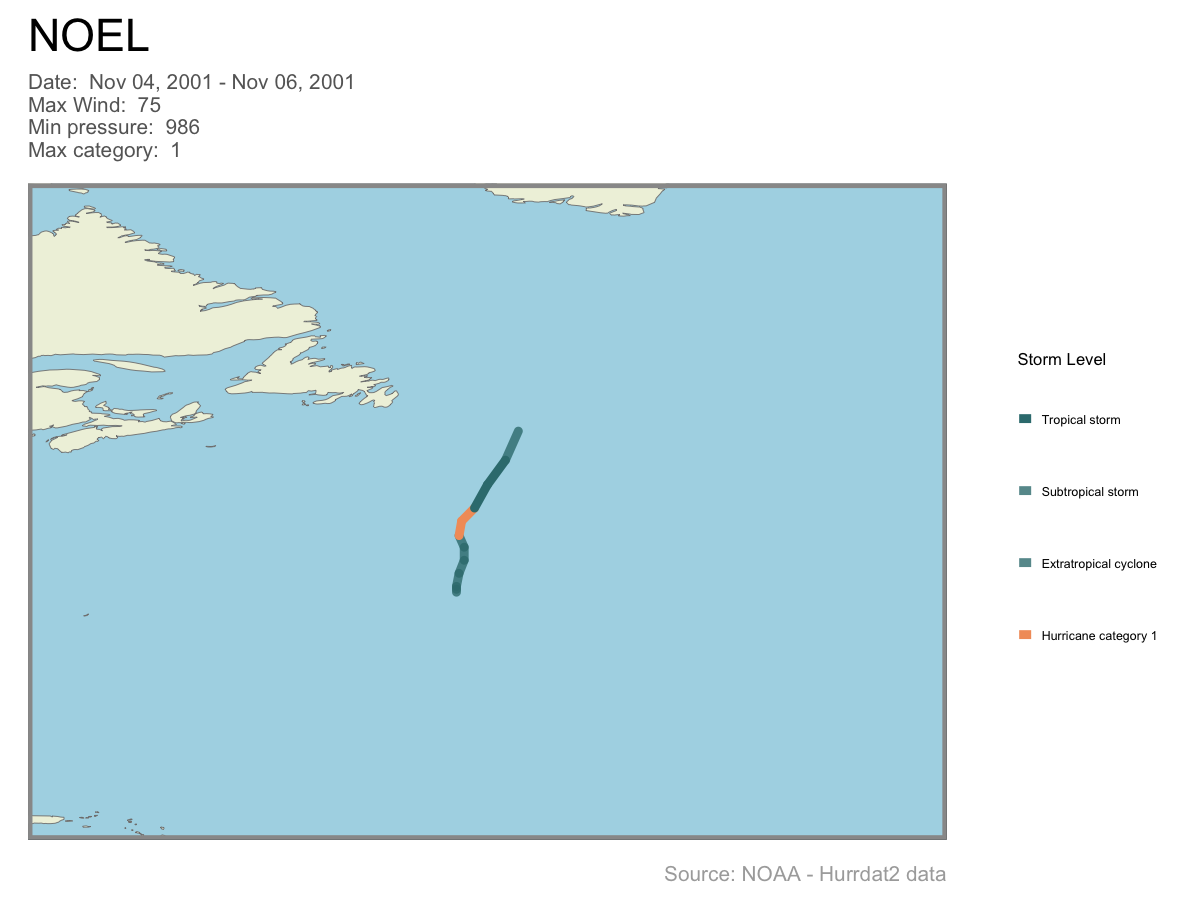 NOEL
Date:  Nov 04, 2001 - Nov 06, 2001
Max Wind:  75
Min pressure:  986
Max category:  1
Storm Level
Tropical storm
Subtropical storm
Extratropical cyclone
Hurricane category 1
Source: NOAA - Hurrdat2 data